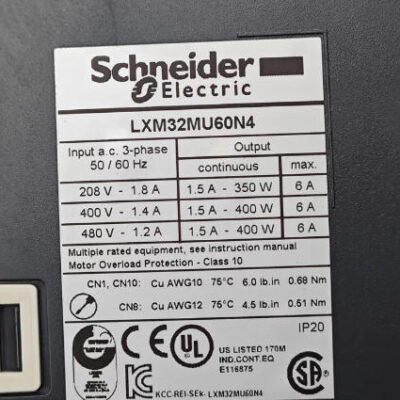 Schneider
Electric
LXM32MU60N4
Input a.c. 3-phase
50 / 60 Hz
Output
continuous
max.
208 V - 1.8 A
1.5 A - 350 W
6 A
400 V - 1.4 A
1.5 A - 400 W
6 A
480 V - 1.2 A
1.5 A - 400 W
6 A
Multiple rated equipment, see instruction manual
Motor Overload Protection - Class 10
CN1, CN10: Cu AWG10 75°C 6.0 lb.in 0.68 Nm
CN8: Cu AWG12 75°C 4.5 lb.in 0.51 Nm
IP20
CE
UL
US LISTED 170M
IND.CONT.EQ
E116875
SA
KC
KCC-REI-SEk- LXM32MU60N4